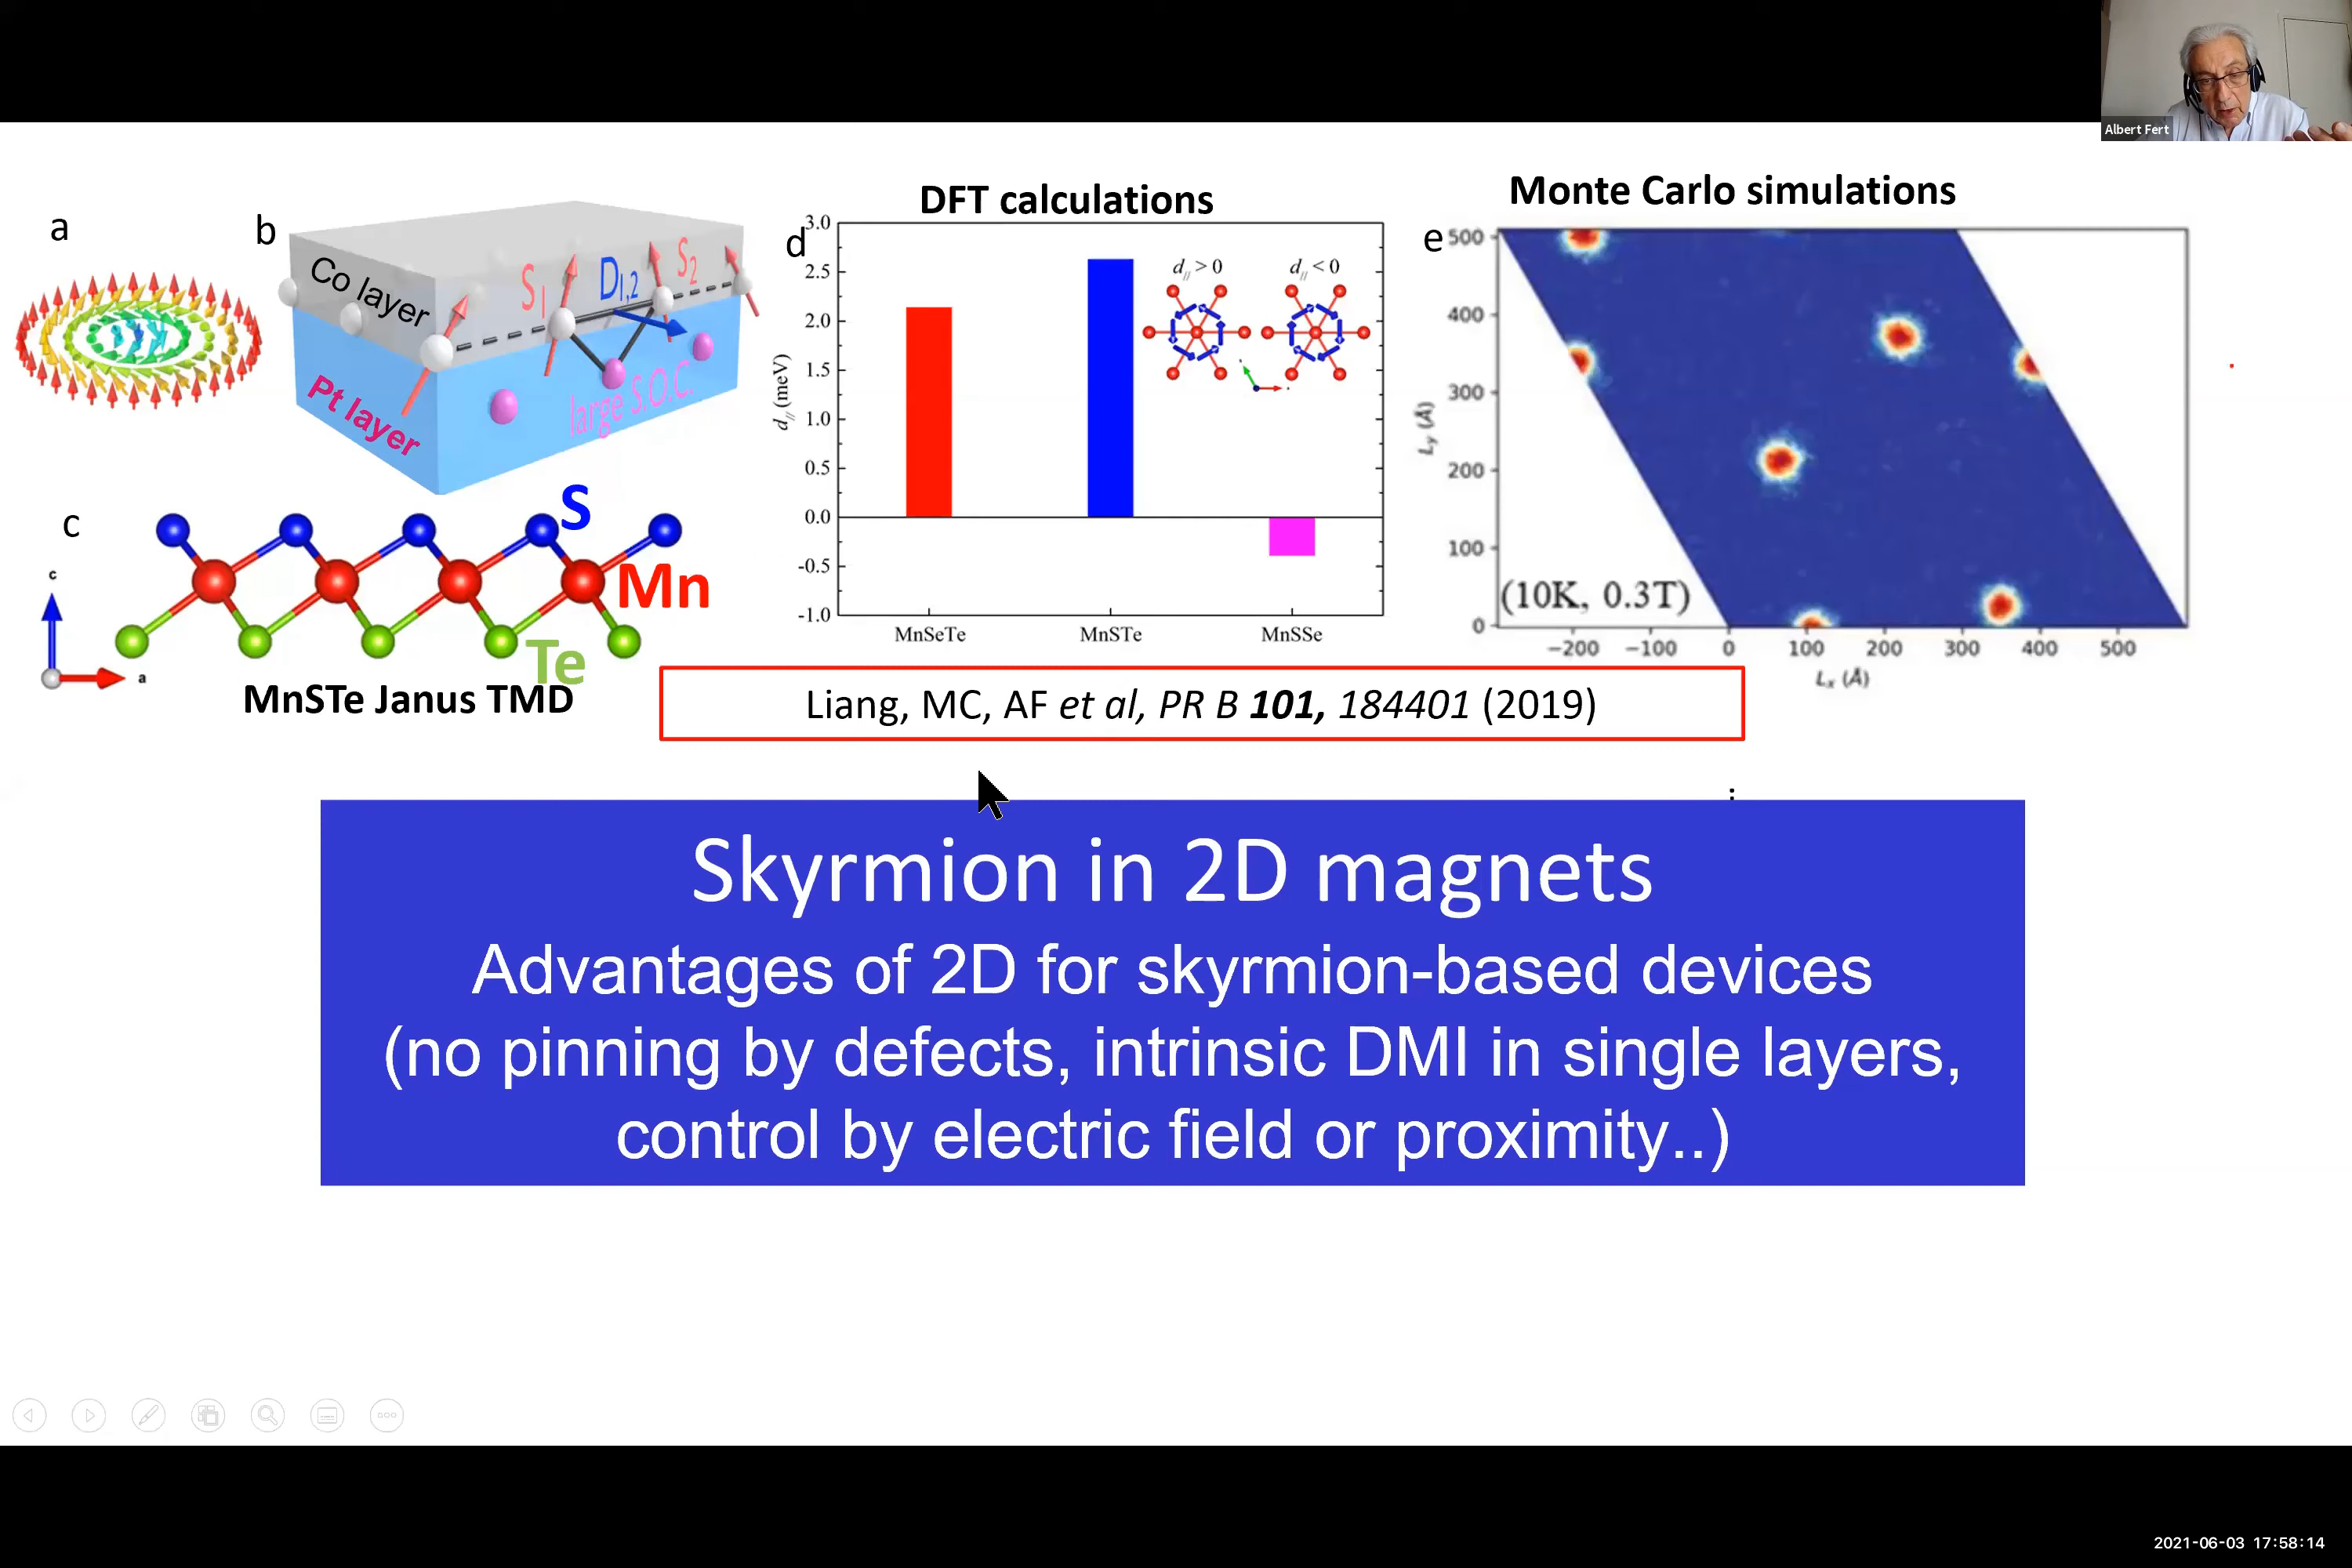 Albert Fert
a
b
Co layer
S1
D1,2
S2
Pt layer
large S.O.C.
c
S
Mn
Te
c
a
MnSTe Janus TMD
DFT calculations
d
3.0
2.5
2.0
1.5
1.0
0.5
0.0
-0.5
-1.0
d// (meV)
d// > 0
d// < 0
MnSeTe
MnSTe
MnSSe
Monte Carlo simulations
e
500
400
300
200
100
0
Ly (Å)
(10K, 0.3T)
−200
−100
0
100
200
300
400
500
Lx (Å)
Liang, MC, AF et al, PR B 101, 184401 (2019)
:
Skyrmion in 2D magnets
Advantages of 2D for skyrmion-based devices
(no pinning by defects, intrinsic DMI in single layers,
control by electric field or proximity..)
2021-06-03 17:58:14